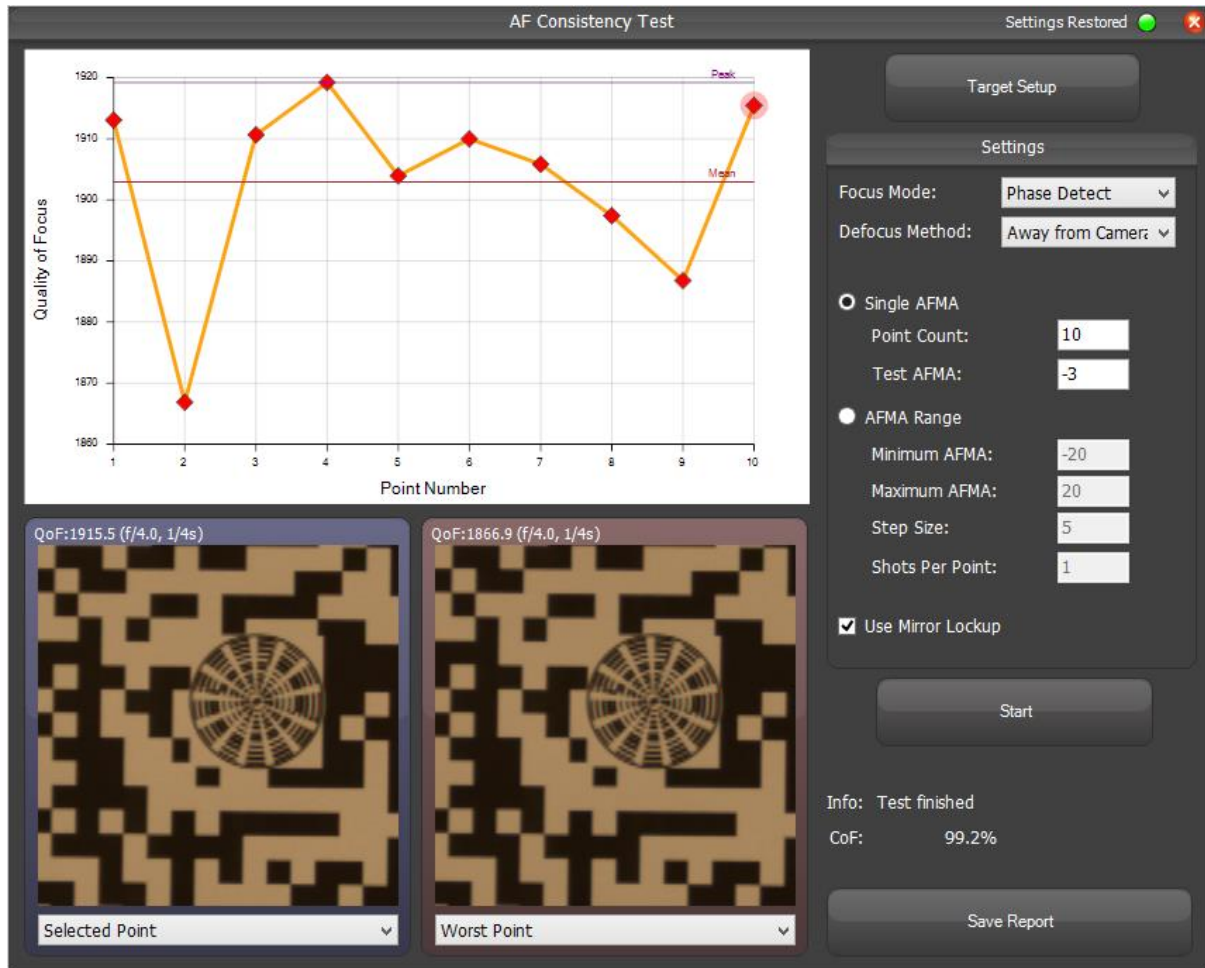 AF Consistency Test
Settings Restored
1920
1910
1900
1890
1880
1870
1860
Quality of Focus
Peak
Mean
1 2 3 4 5 6 7 8 9 10
Point Number
QoF:1915.5 (f/4.0, 1/4s)
QoF:1866.9 (f/4.0, 1/4s)
Selected Point
Worst Point
Target Setup
Settings
Focus Mode: Phase Detect
Defocus Method: Away from Camera
Single AFMA
Point Count: 10
Test AFMA: -3
AFMA Range
Minimum AFMA: -20
Maximum AFMA: 20
Step Size: 5
Shots Per Point: 1
Use Mirror Lockup
Start
Info: Test finished
CoF: 99.2%
Save Report